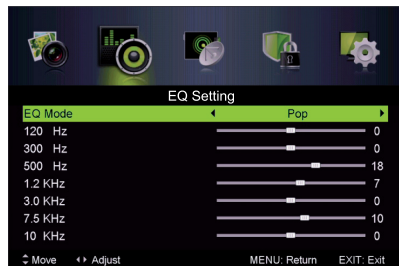 EQ Setting
EQ Mode Pop
120 Hz 0
300 Hz 0
500 Hz 18
1.2 KHz 7
3.0 KHz 0
7.5 KHz 10
10 KHz 0
Move Adjust MENU: Return EXIT: Exit